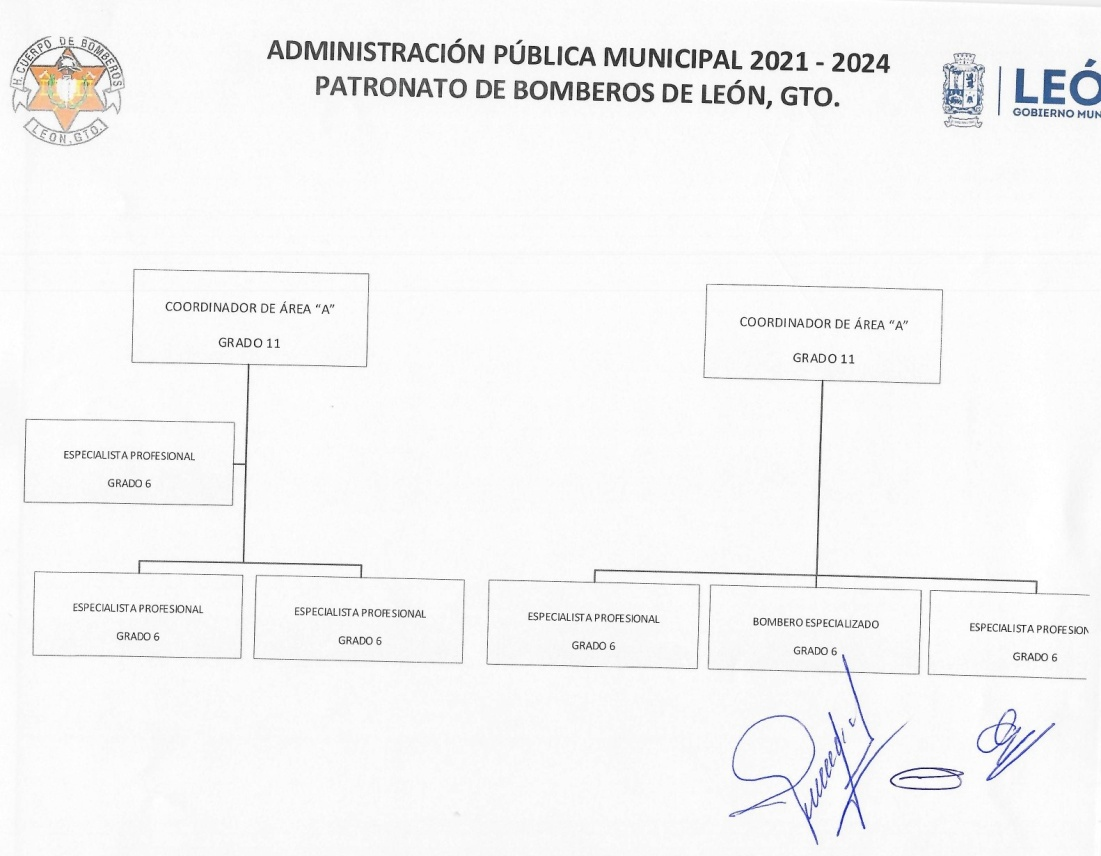 H. CUERPO DE BOMBEROS
LEON, GTO.
ADMINISTRACIÓN PÚBLICA MUNICIPAL 2021 - 2024
PATRONATO DE BOMBEROS DE LEÓN, GTO.
LEÓ
GOBIERNO MUN
COORDINADOR DE ÁREA “A”
GRADO 11
COORDINADOR DE ÁREA “A”
GRADO 11
ESPECIALISTA PROFESIONAL
GRADO 6
ESPECIALISTA PROFESIONAL
GRADO 6
ESPECIALISTA PROFESIONAL
GRADO 6
ESPECIALISTA PROFESIONAL
GRADO 6
BOMBERO ESPECIALIZADO
GRADO 6
ESPECIALISTA PROFESION
GRADO 6